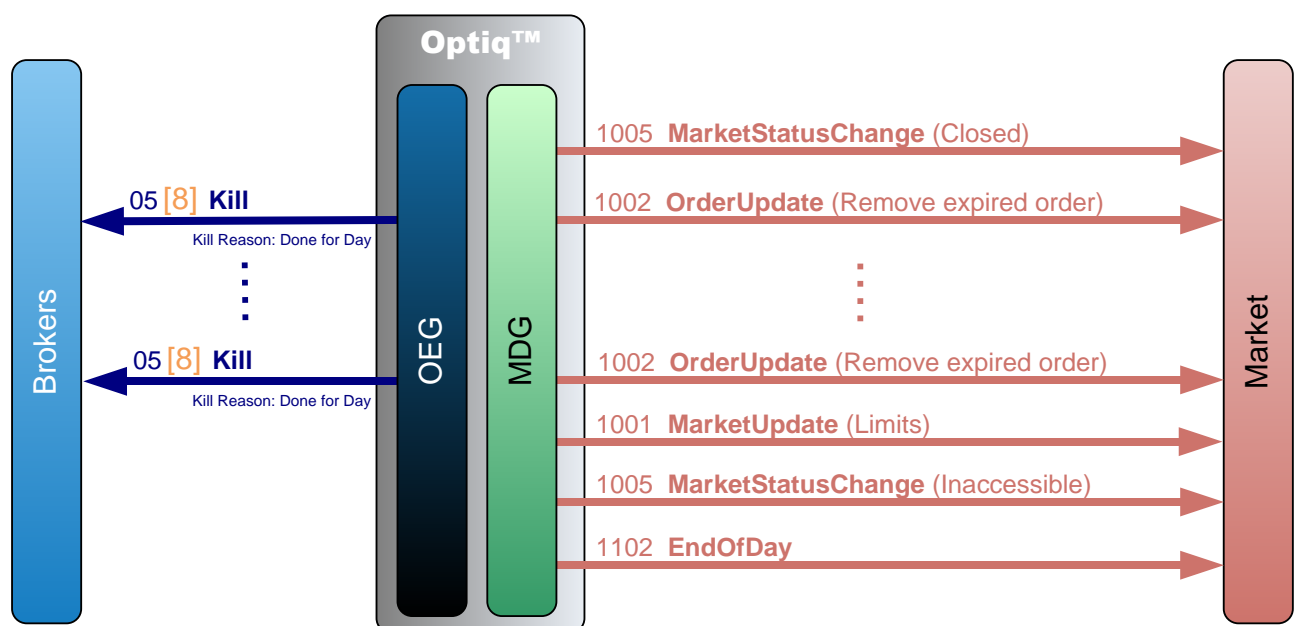 Optiq™
1005 MarketStatusChange (Closed)
05 [8] Kill
1002 OrderUpdate (Remove expired order)
Kill Reason: Done for Day
Brokers
OEG
MDG
Market
05 [8] Kill
1002 OrderUpdate (Remove expired order)
Kill Reason: Done for Day
1001 MarketUpdate (Limits)
1005 MarketStatusChange (Inaccessible)
1102 EndOfDay